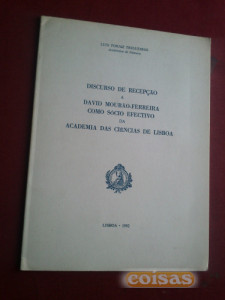 DISCURSO DE RECEPÇÃO
A
DAVID MOURÃO-FERREIRA
COMO SÓCIO EFECTIVO
DA
ACADEMIA DAS CIÊNCIAS DE LISBOA
LISBOA
coisas